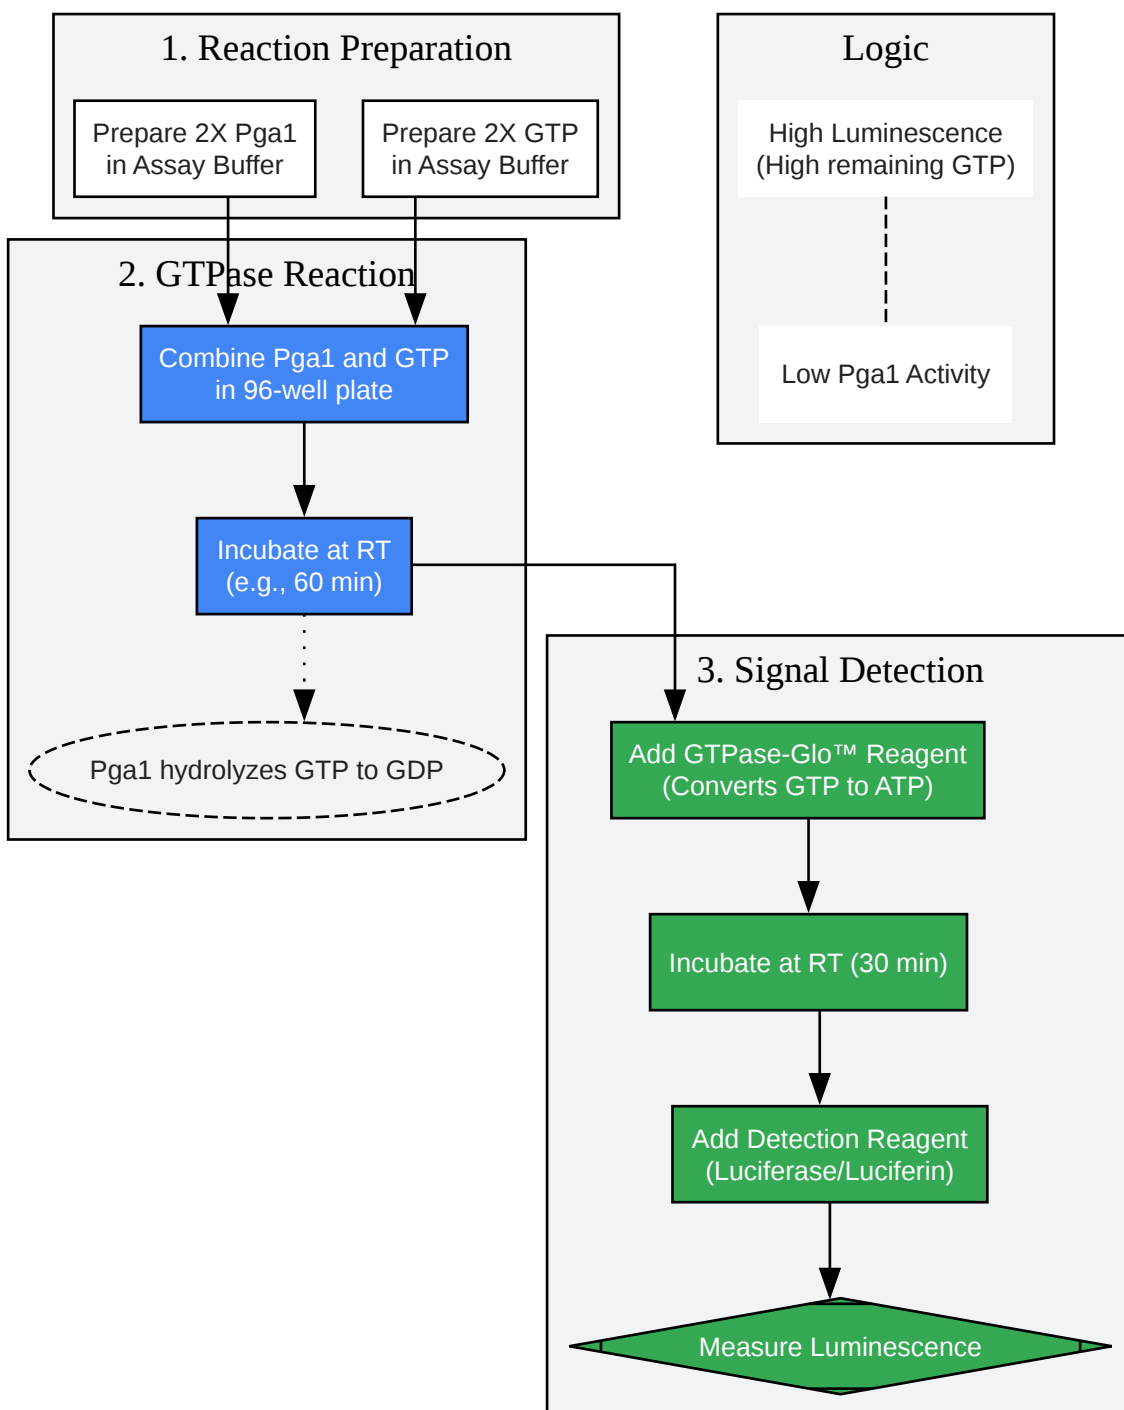 1. Reaction Preparation
Prepare 2X Pga1
in Assay Buffer
Prepare 2X GTP
in Assay Buffer
Logic
High Luminescence
(High remaining GTP)
Low Pga1 Activity
2. GTPase Reaction
Combine Pga1 and GTP
in 96-well plate
Incubate at RT
(e.g., 60 min)
Pga1 hydrolyzes GTP to GDP
3. Signal Detection
Add GTPase-Glo™ Reagent
(Converts GTP to ATP)
Incubate at RT (30 min)
Add Detection Reagent
(Luciferase/Luciferin)
Measure Luminescence